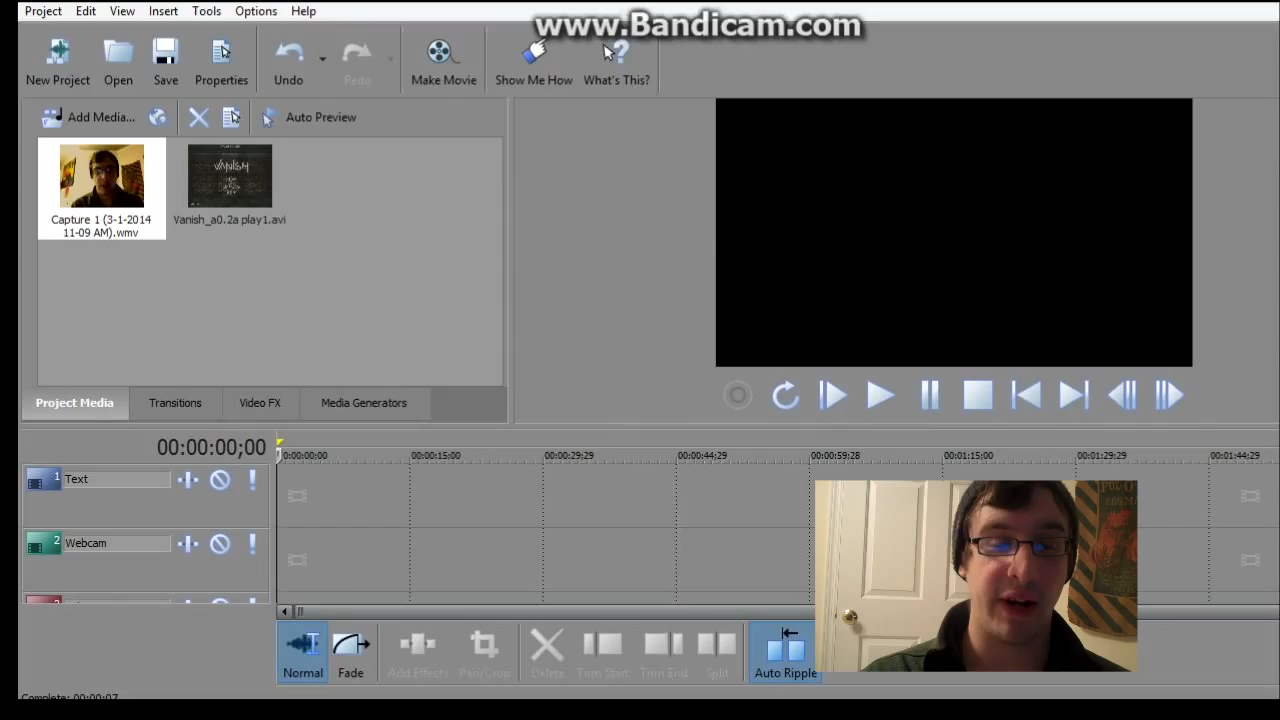 Project Edit View Insert Tools Options Help
www.Bandicam.com
New Project Open Save Properties Undo Redo Make Movie Show Me How What's This?
Add Media... Auto Preview
VANISH
Capture 1 (3-1-2014 11-09 AM).wmv
Vanish_a0.2a play1.avi
Project Media Transitions Video FX Media Generators
00:00:00;00
0:00:00;00 00:00:15;00 00:00:29;29 00:00:44;29 00:00:59;28 00:01:15;00 00:01:29;29 00:01:44;29
1 Text
2 Webcam
Normal Fade Add Effects Pan/Crop Delete Trim Start Trim End Split Auto Ripple
Complete: 00:00:07